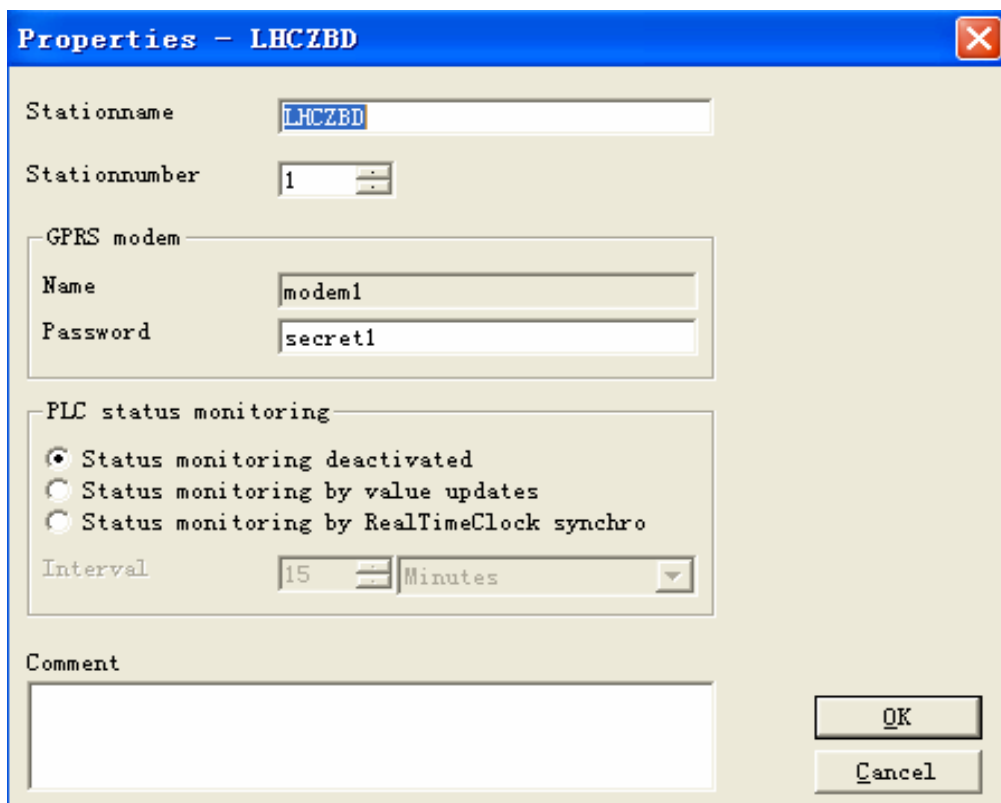 Properties - LHCZBD
Stationname
LHCZBD
Stationnumber
1
GPRS modem
Name
modem1
Password
secret1
PLC status monitoring
Status monitoring deactivated
Status monitoring by value updates
Status monitoring by RealTimeClock synchro
Interval
15
Minutes
Comment
OK
Cancel